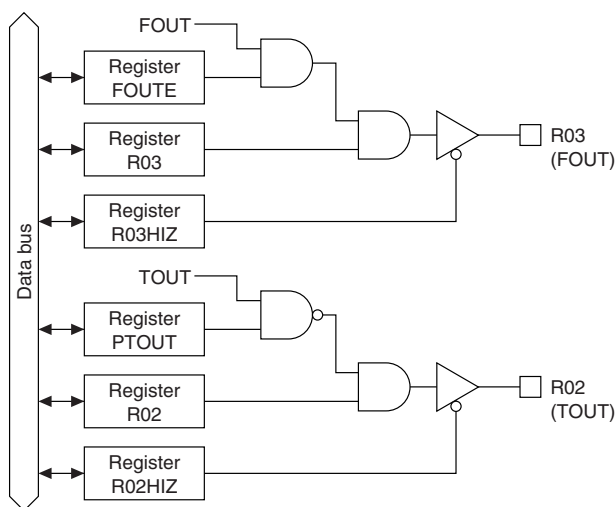 FOUT
Register
FOUTE
Register
R03
R03
(FOUT)
Register
R03HIZ
Data bus
TOUT
Register
PTOUT
Register
R02
R02
(TOUT)
Register
R02HIZ